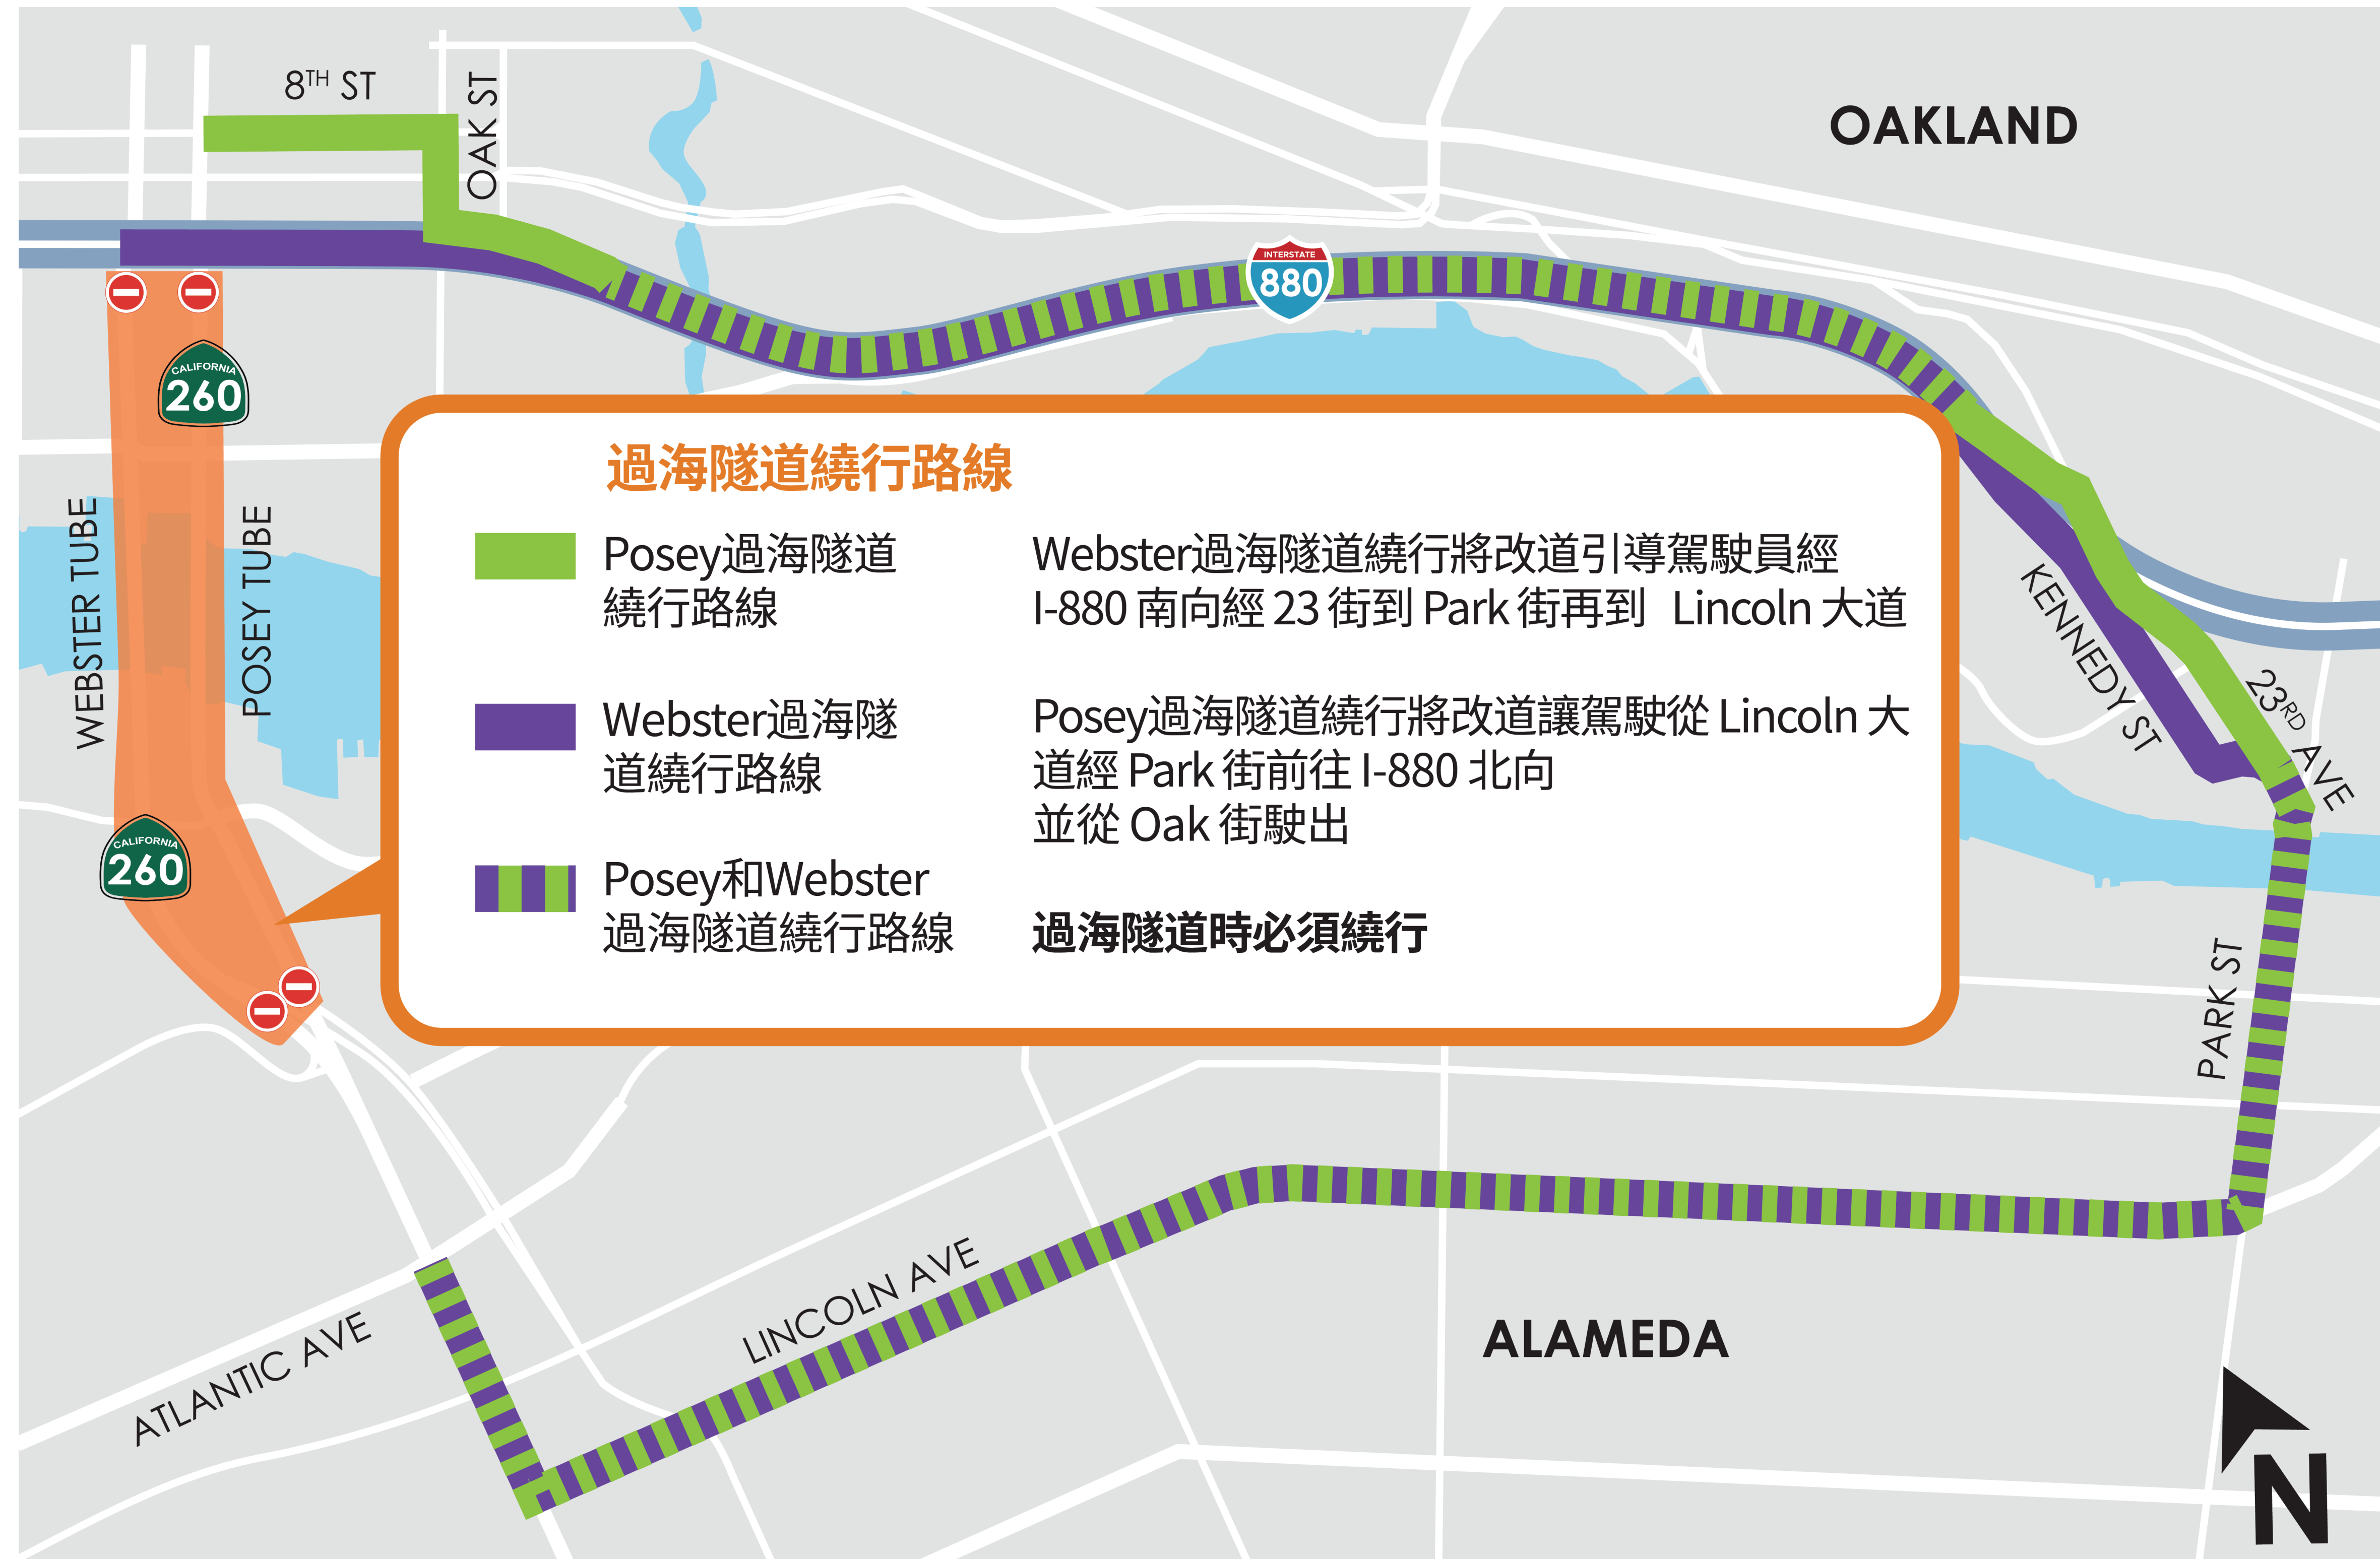 8TH ST
OAK ST
OAKLAND
INTERSTATE
880
CALIFORNIA
260
WEBSTER TUBE
POSEY TUBE
過海隧道繞行路線
Posey過海隧道
繞行路線
Webster過海隧道繞行將改道引導駕駛員經
I-880 南向經 23 街到 Park 街再到 Lincoln 大道
Webster過海隧
道繞行路線
Posey過海隧道繞行將改道讓駕駛從 Lincoln 大
道經 Park 街前往 I-880 北向
並從 Oak 街駛出
Posey和Webster
過海隧道繞行路線
過海隧道時必須繞行
KENNEDY ST
23RD AVE
CALIFORNIA
260
PARK ST
LINCOLN AVE
ATLANTIC AVE
ALAMEDA
N